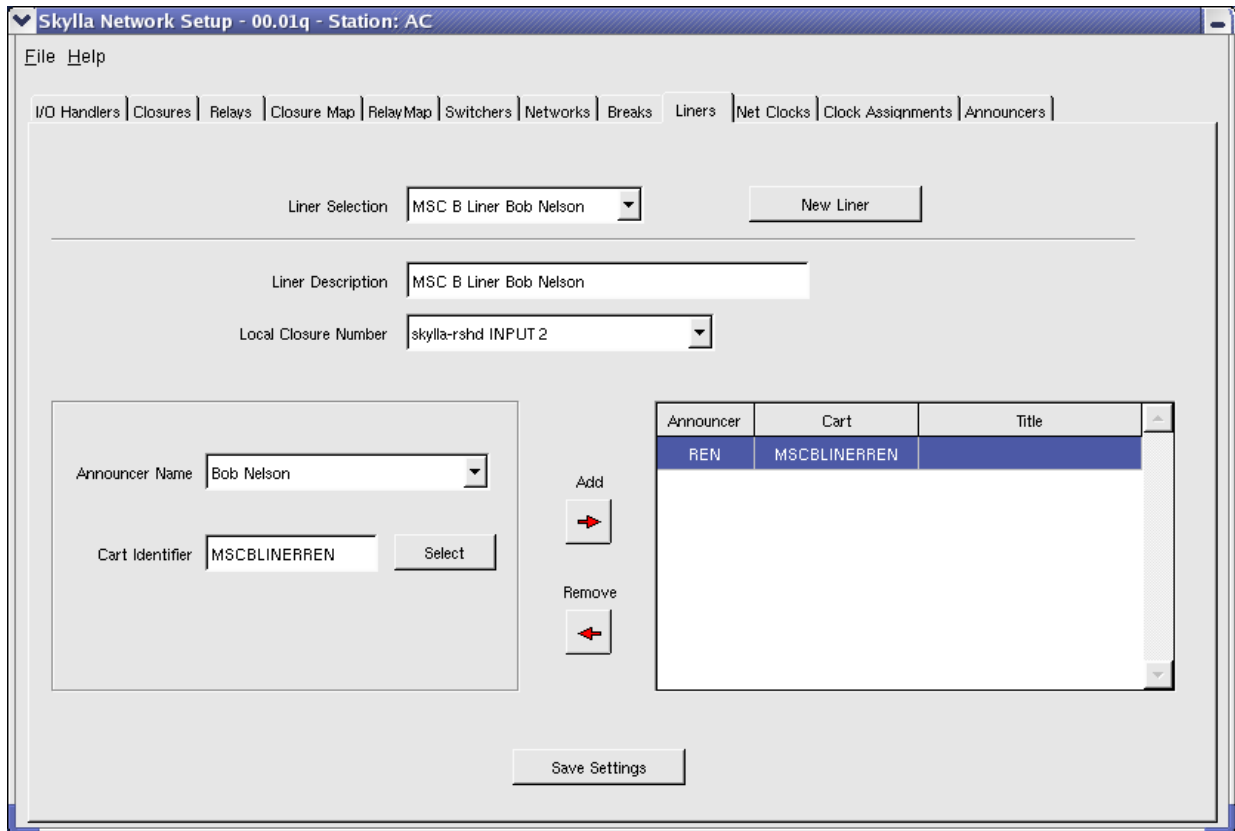 Skylla Network Setup - 00.01q - Station: AC
File Help
I/O Handlers Closures Relays Closure Map RelayMap Switchers Networks Breaks Liners Net Clocks Clock Assignments Announcers
Liner Selection MSC B Liner Bob Nelson New Liner
Liner Description MSC B Liner Bob Nelson
Local Closure Number skylla-rshd INPUT 2
Announcer Cart Title
REN MSCBLINERREN
Announcer Name Bob Nelson
Add
Cart Identifier MSCBLINERREN Select
Remove
Save Settings